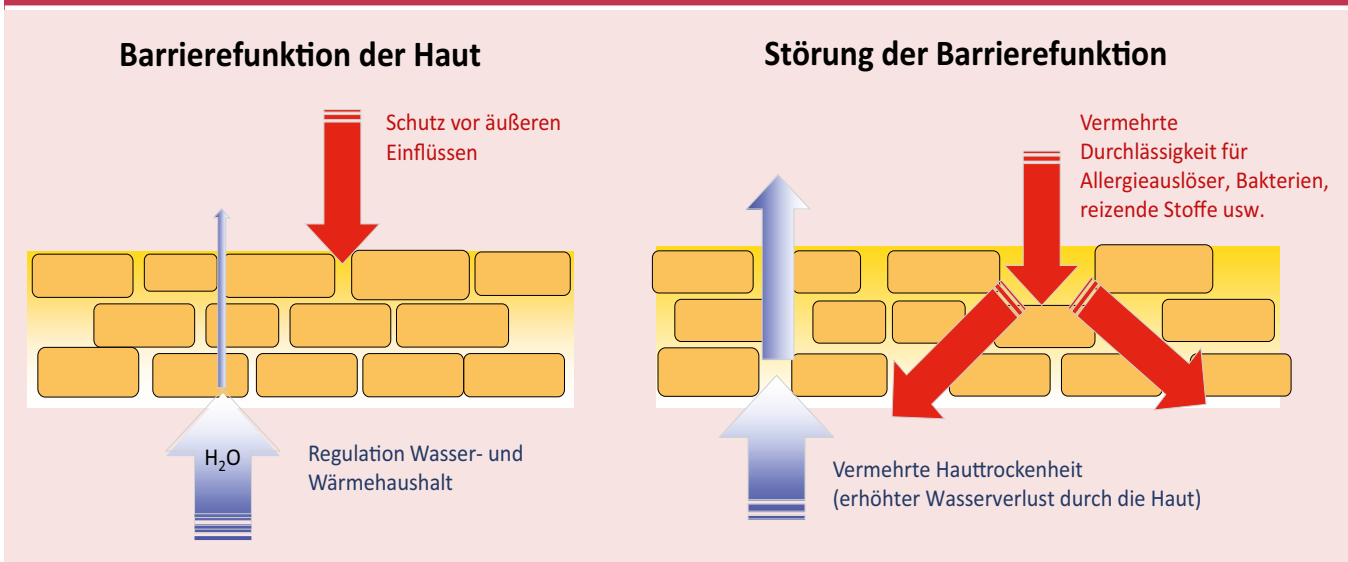 Barrierefunktion der Haut
Schutz vor äußeren
Einflüssen
H₂O
Regulation Wasser- und
Wärmehaushalt
Störung der Barrierefunktion
Vermehrte
Durchlässigkeit für
Allergieauslöser, Bakterien,
reizende Stoffe usw.
Vermehrte Hauttrockenheit
(erhöhter Wasserverlust durch die Haut)